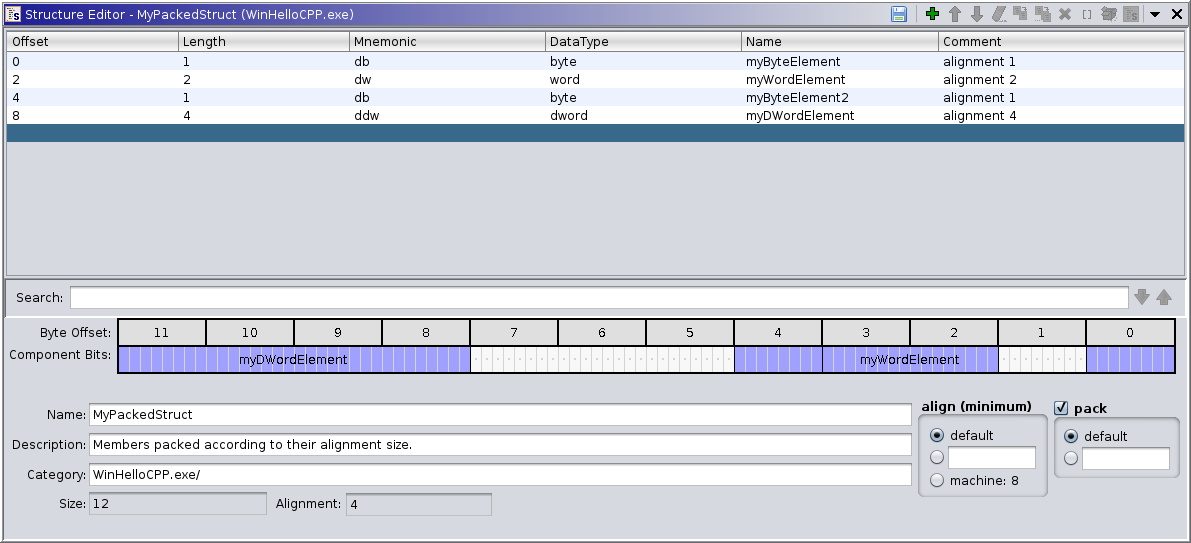 Structure Editor - MyPackedStruct (WinHelloCPP.exe)
Offset Length Mnemonic DataType Name Comment
0 1 db byte myByteElement alignment 1
2 2 dw word myWordElement alignment 2
4 1 db byte myByteElement2 alignment 1
8 4 ddw dword myDWordElement alignment 4
Search:
Byte Offset: 11 10 9 8 7 6 5 4 3 2 1 0
Component Bits: myDWordElement myWordElement
Name: MyPackedStruct
Description: Members packed according to their alignment size.
Category: WinHelloCPP.exe/
Size: 12 Alignment: 4
align (minimum)
default
machine: 8
pack
default